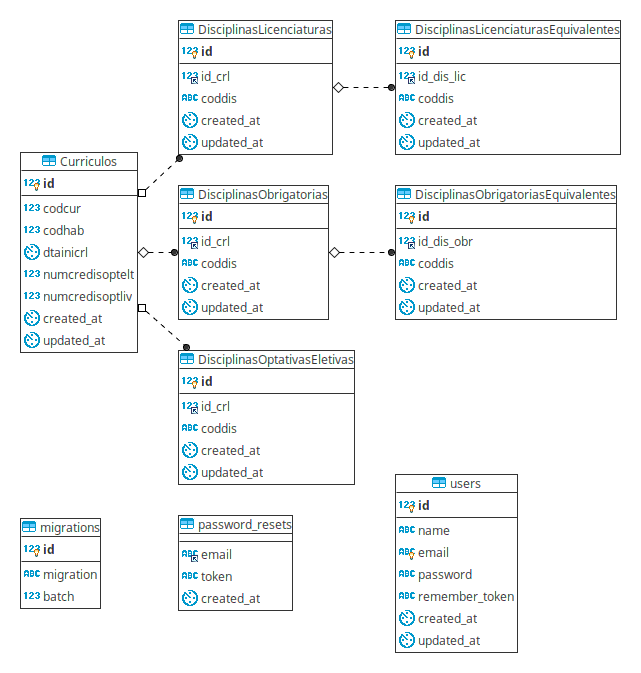 DisciplinasLicenciaturas
123 id
123 id_crl
ABC coddis
created_at
updated_at
DisciplinasLicenciaturasEquivalentes
123 id
123 id_dis_lic
ABC coddis
created_at
updated_at
Curriculos
123 id
123 codcur
123 codhab
dtainicrl
123 numcredisoptelt
123 numcredisoptliv
created_at
updated_at
DisciplinasObrigatorias
123 id
123 id_crl
ABC coddis
created_at
updated_at
DisciplinasObrigatoriasEquivalentes
123 id
123 id_dis_obr
ABC coddis
created_at
updated_at
DisciplinasOptativasEletivas
123 id
123 id_crl
ABC coddis
created_at
updated_at
migrations
123 id
ABC migration
123 batch
password_resets
ABC email
ABC token
created_at
users
123 id
ABC name
ABC email
ABC password
ABC remember_token
created_at
updated_at